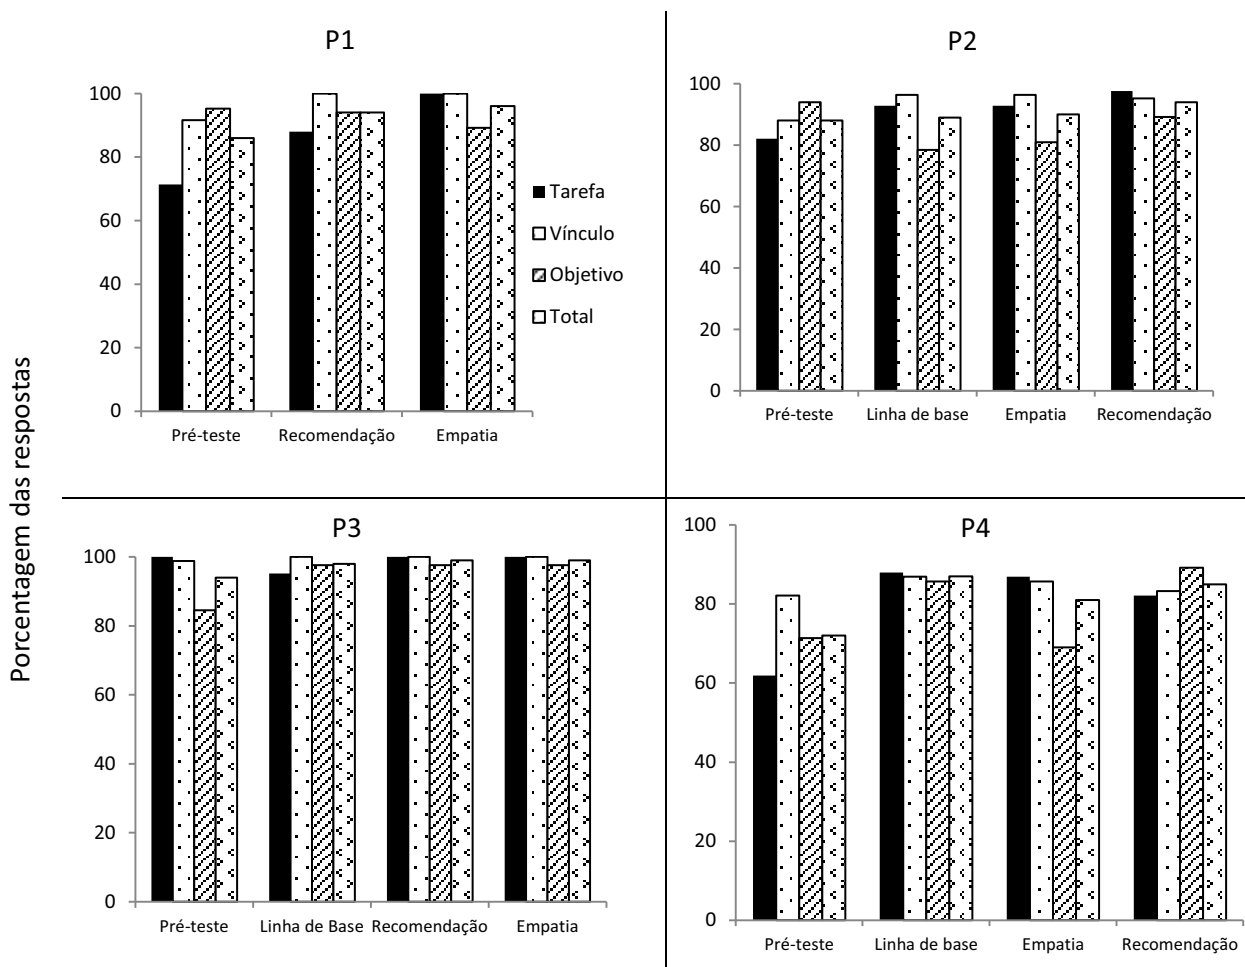 Porcentagem das respostas
P1
100
80
60
40
20
0
Pré-teste
Recomendação
Empatia
Tarefa
Vínculo
Objetivo
Total
P2
100
80
60
40
20
0
Pré-teste
Linha de base
Empatia
Recomendação
P3
100
80
60
40
20
0
Pré-teste
Linha de Base
Recomendação
Empatia
P4
100
80
60
40
20
0
Pré-teste
Linha de base
Empatia
Recomendação